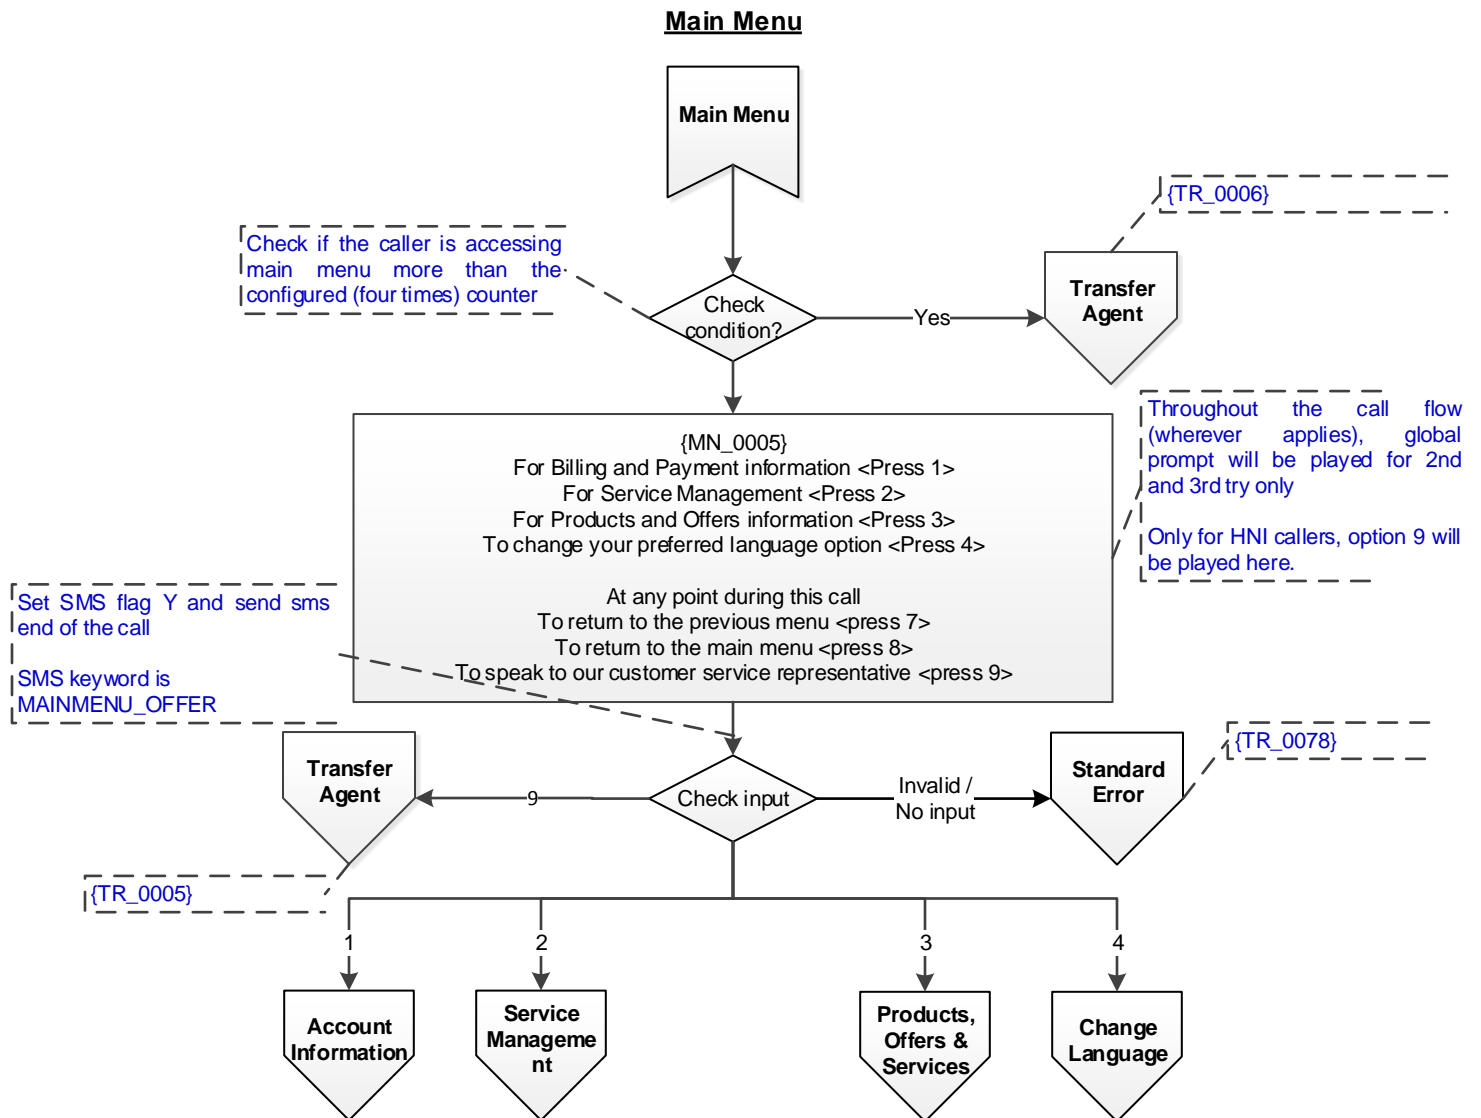 Main Menu
Main Menu
{TR_0006}
Check if the caller is accessing
main menu more than the
configured (four times) counter
Check
condition?
Yes
Transfer
Agent
{MN_0005}
For Billing and Payment information <Press 1>
For Service Management <Press 2>
For Products and Offers information <Press 3>
To change your preferred language option <Press 4>
At any point during this call
To return to the previous menu <press 7>
To return to the main menu <press 8>
To speak to our customer service representative <press 9>
Throughout the call flow
(wherever applies), global
prompt will be played for 2nd
and 3rd try only
Only for HNI callers, option 9 will
be played here.
Set SMS flag Y and send sms
end of the call
SMS keyword is
MAINMENU_OFFER
Transfer
Agent
9
Check input
Invalid /
No input
Standard
Error
{TR_0078}
{TR_0005}
1
2
3
4
Account
Information
Service
Manageme
nt
Products,
Offers &
Services
Change
Language